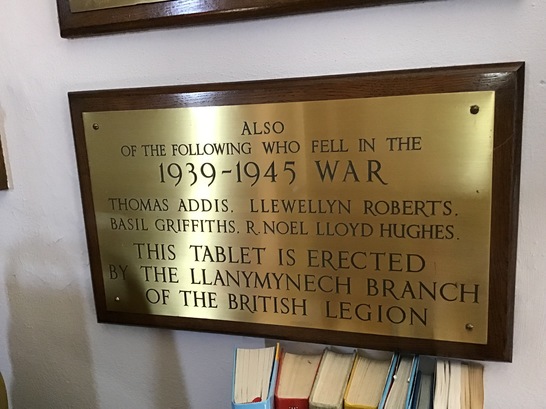 ALSO
OF THE FOLLOWING WHO FELL IN THE
1939-1945 WAR
THOMAS ADDIS. LLEWELLYN ROBERTS.
BASIL GRIFFITHS. R. NOEL LLOYD HUGHES.
THIS TABLET IS ERECTED
BY THE LLANYMYNECH BRANCH
OF THE BRITISH LEGION